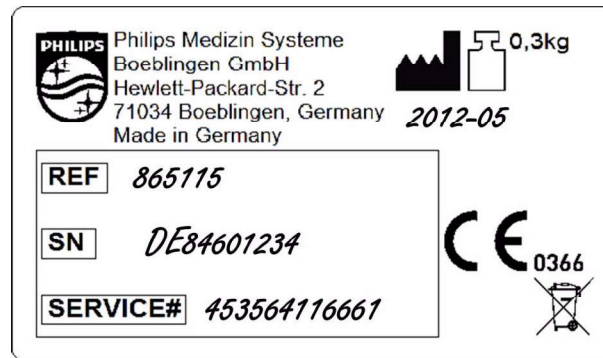 PHILIPS
Philips Medizin Systeme
Boeblingen GmbH
Hewlett-Packard-Str. 2
71034 Boeblingen, Germany
Made in Germany
0,3kg
2012-05
REF 865115
SN DE84601234
SERVICE# 453564116661
CE 0366